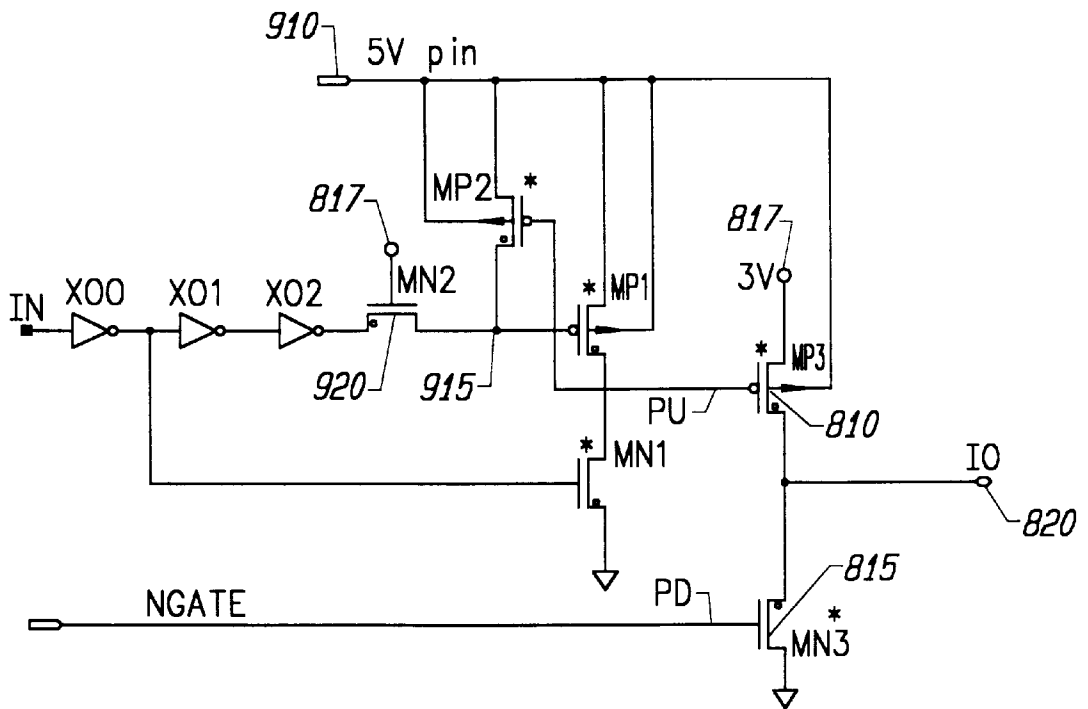 910
5V pin
MP2 *
817
817
3V
MN2
* MP1
* MP3
IN
X00
X01
X02
920
915
PU
810
* MN1
IO
820
815
NGATE
PD
MN3 *